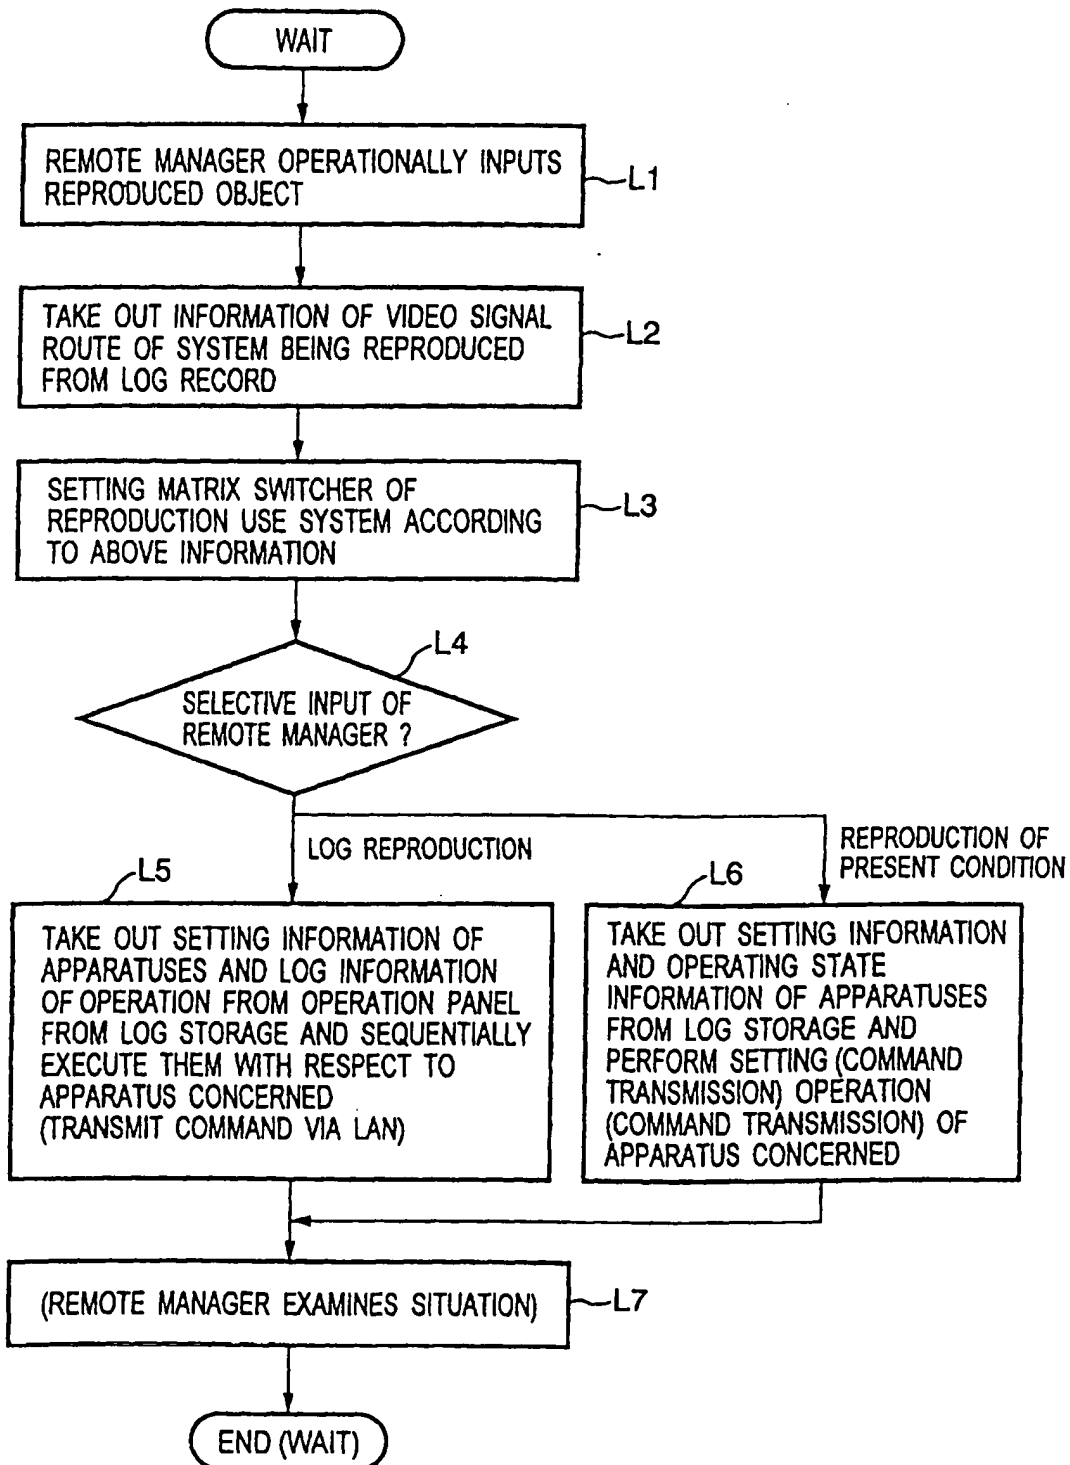 WAIT
REMOTE MANAGER OPERATIONALLY INPUTS
REPRODUCED OBJECT
L1
TAKE OUT INFORMATION OF VIDEO SIGNAL
ROUTE OF SYSTEM BEING REPRODUCED
FROM LOG RECORD
L2
SETTING MATRIX SWITCHER OF
REPRODUCTION USE SYSTEM ACCORDING
TO ABOVE INFORMATION
L3
L4
SELECTIVE INPUT OF
REMOTE MANAGER ?
LOG REPRODUCTION
REPRODUCTION OF
PRESENT CONDITION
L5
TAKE OUT SETTING INFORMATION OF
APPARATUSES AND LOG INFORMATION
OF OPERATION FROM OPERATION PANEL
FROM LOG STORAGE AND SEQUENTIALLY
EXECUTE THEM WITH RESPECT TO
APPARATUS CONCERNED
(TRANSMIT COMMAND VIA LAN)
L6
TAKE OUT SETTING INFORMATION
AND OPERATING STATE
INFORMATION OF APPARATUSES
FROM LOG STORAGE AND
PERFORM SETTING (COMMAND
TRANSMISSION) OPERATION
(COMMAND TRANSMISSION) OF
APPARATUS CONCERNED
(REMOTE MANAGER EXAMINES SITUATION)
L7
END (WAIT)